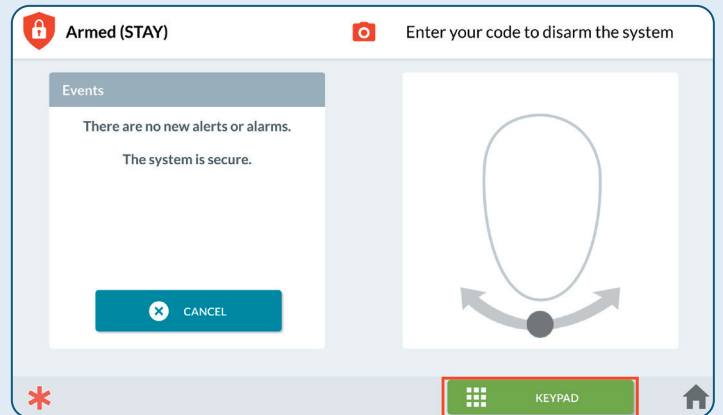 Armed (STAY)
Enter your code to disarm the system
Events
There are no new alerts or alarms.
The system is secure.
CANCEL
KEYPAD